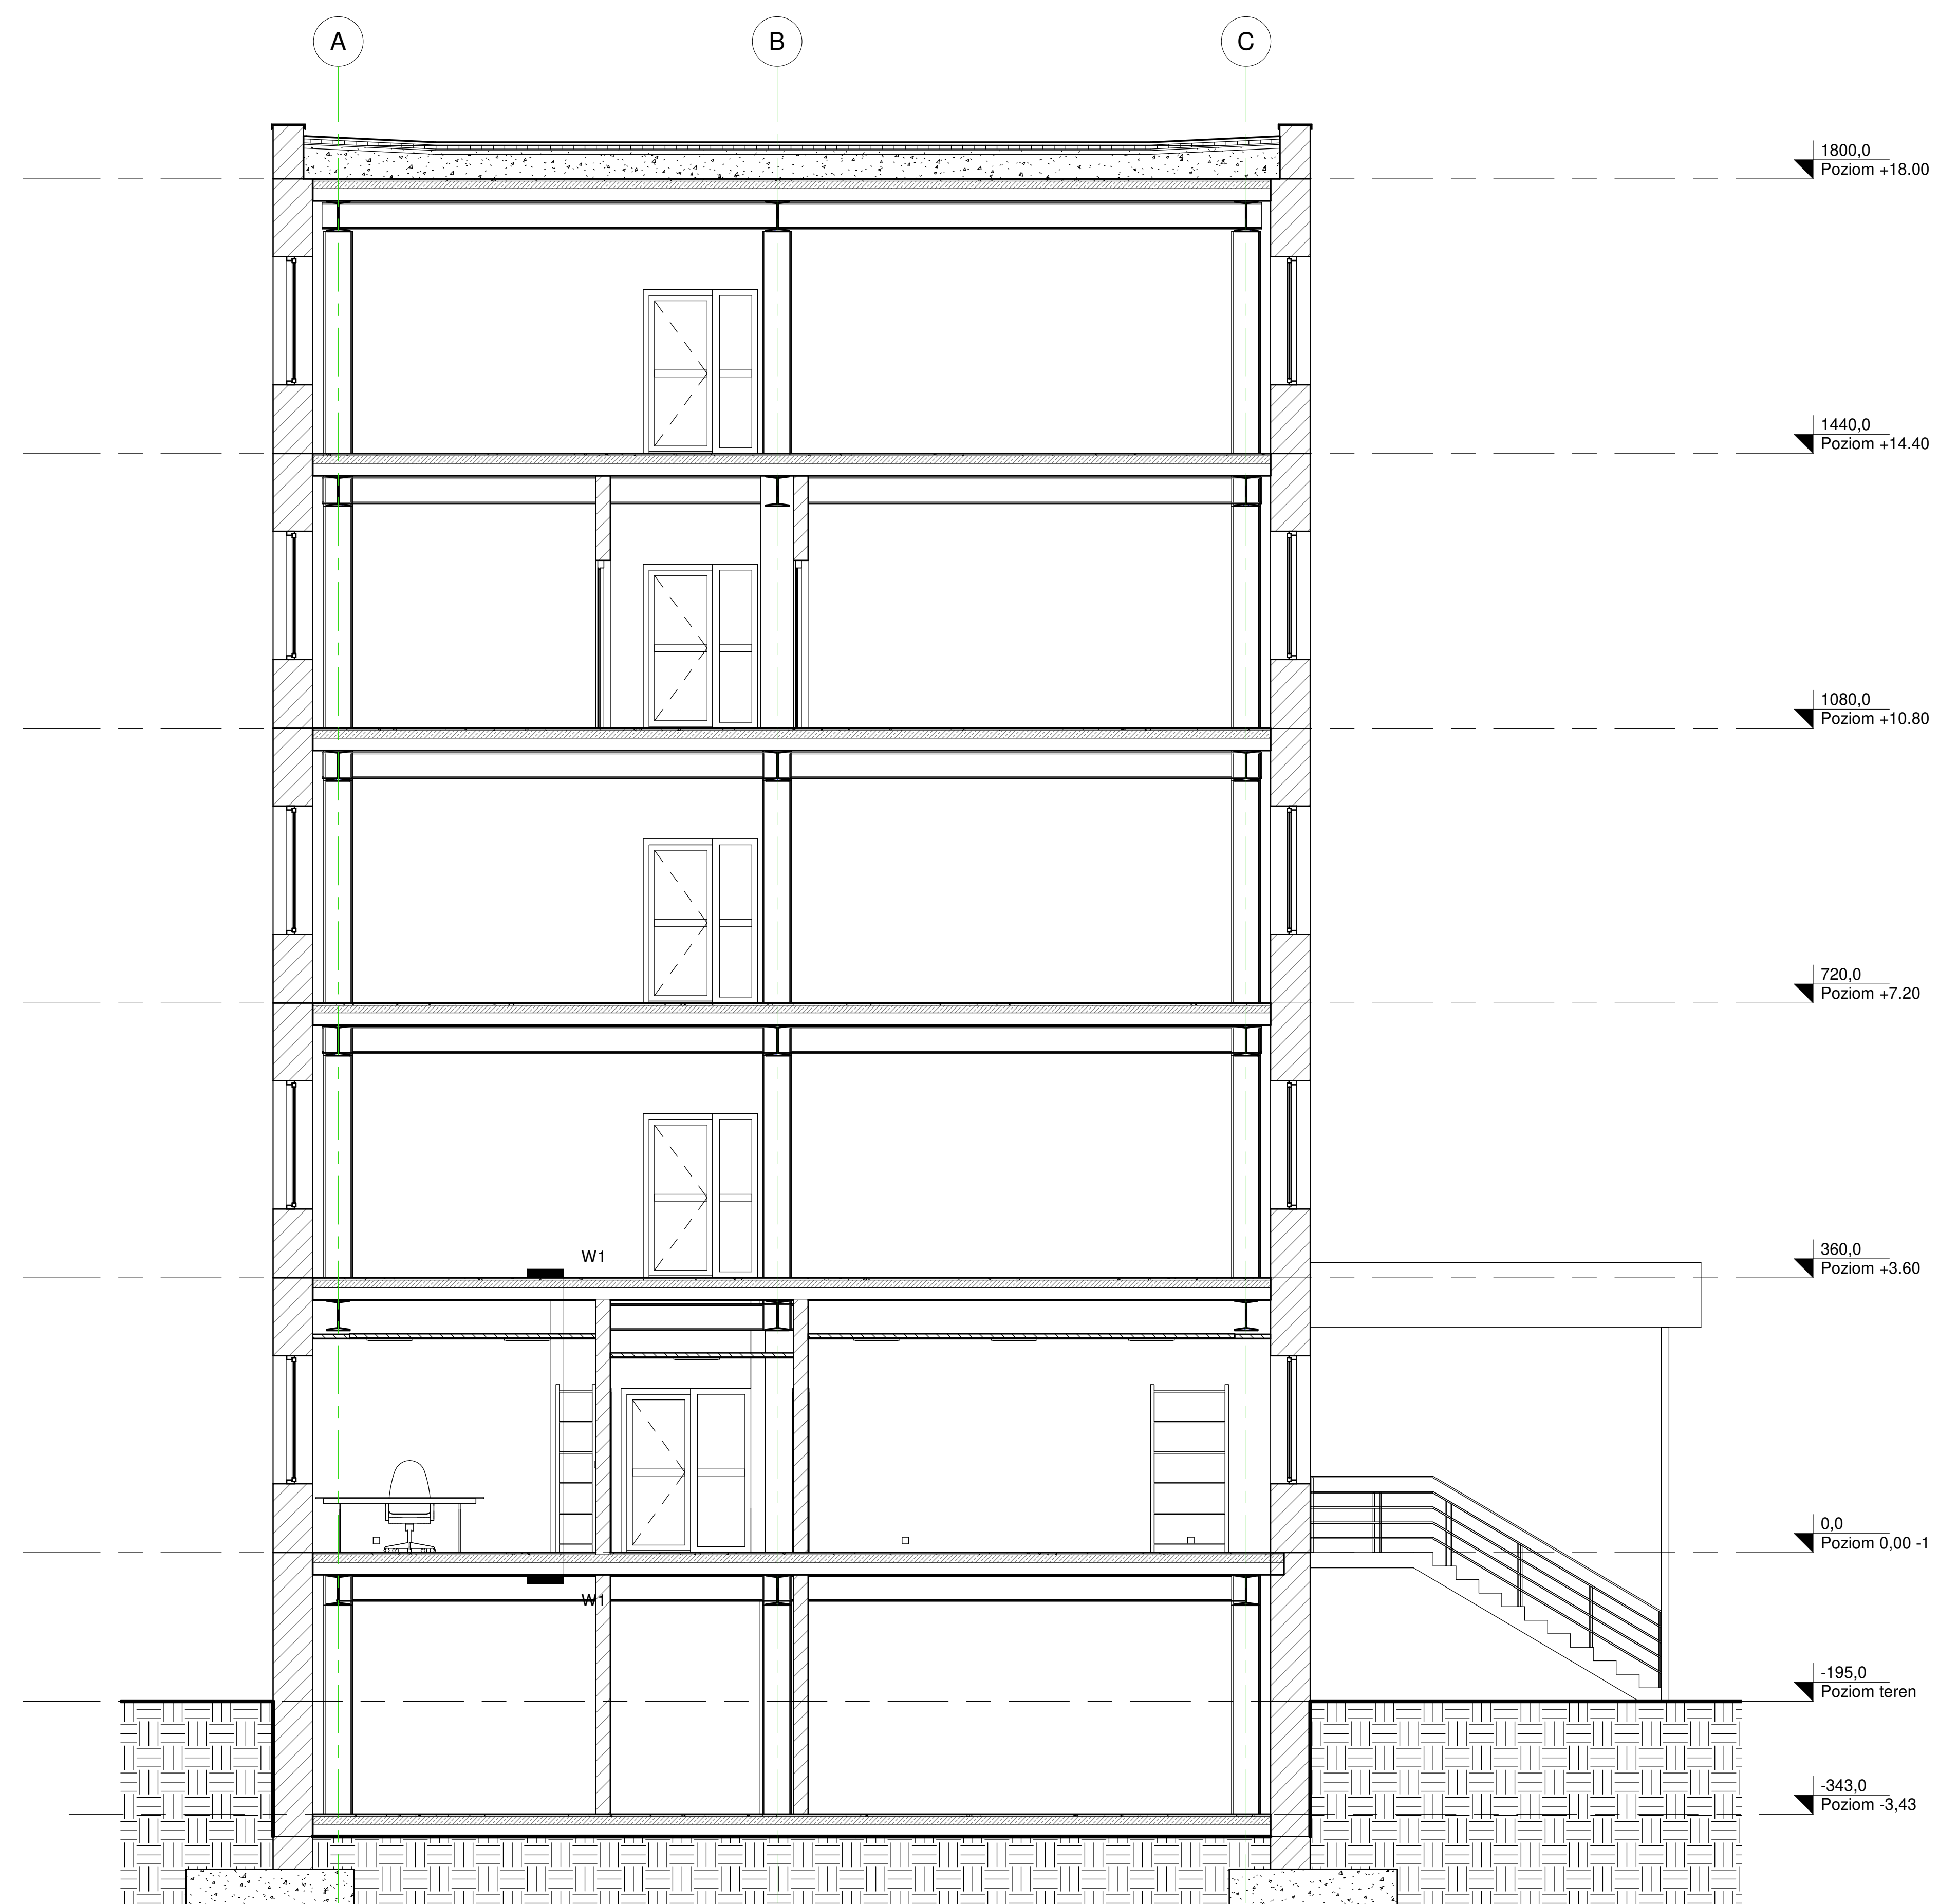 A
B
C
1800,0
Poziom +18.00
1440,0
Poziom +14.40
1080,0
Poziom +10.80
720,0
Poziom +7.20
W1
360,0
Poziom +3.60
0,0
Poziom 0,00 -1
W1
-195,0
Poziom teren
-343,0
Poziom -3,43